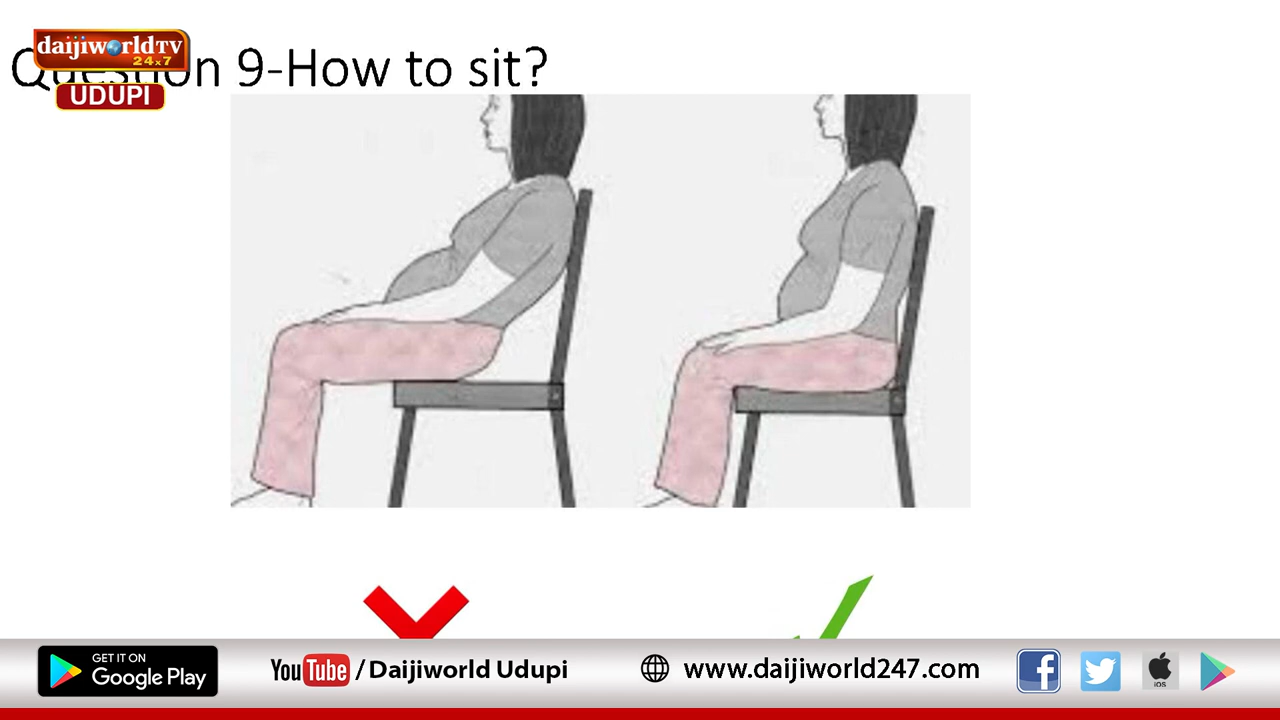 daijiworldTV
24x7
Question 9-How to sit?
UDUPI
GET IT ON
Google Play
YouTube / Daijiworld Udupi
www.daijiworld247.com
iOS